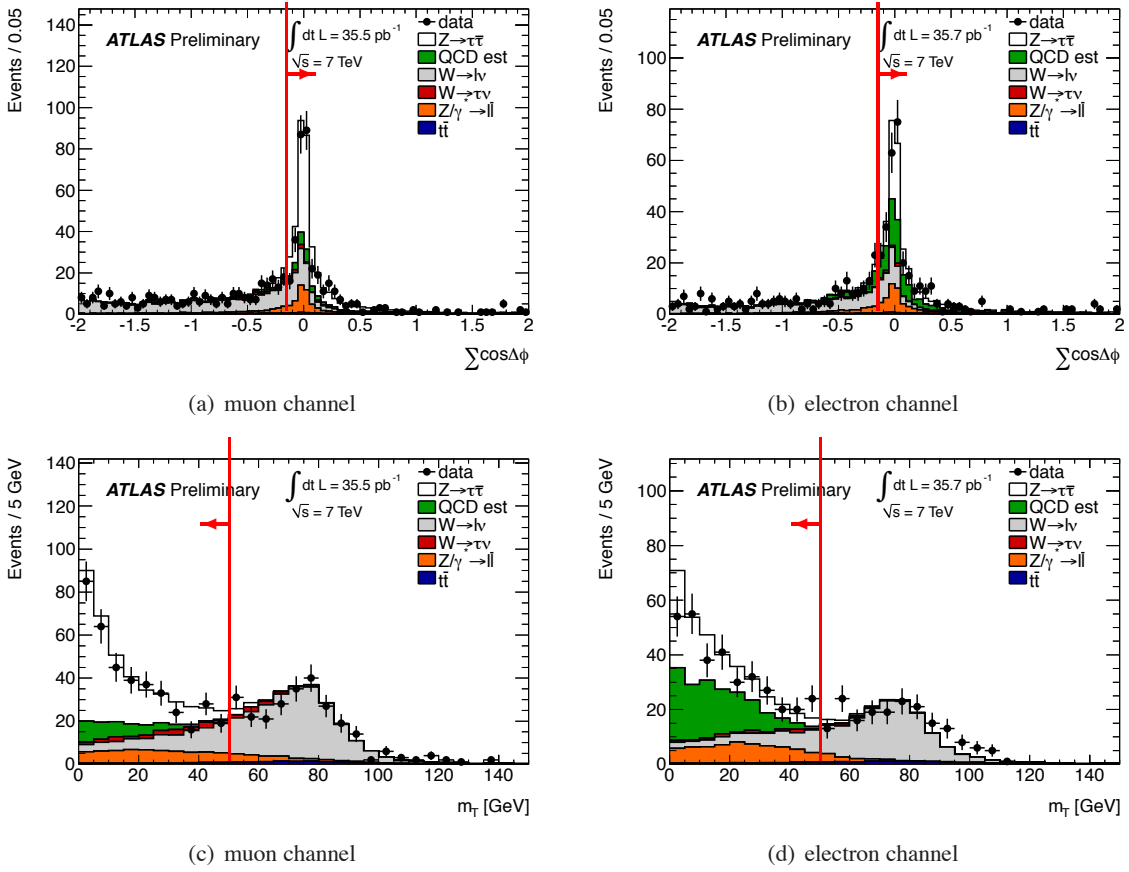 Events / 0.05
140
120
100
80
60
40
20
0
ATLAS Preliminary
∫ dt L = 35.5 pb⁻¹
√s = 7 TeV
data
Z→ττ̄
QCD est
W→lν
W→τν
Z/γ*→ll̄
tt̄
-2 -1.5 -1 -0.5 0 0.5 1 1.5 2
∑cosΔϕ
(a) muon channel
Events / 0.05
100
80
60
40
20
0
ATLAS Preliminary
∫ dt L = 35.7 pb⁻¹
√s = 7 TeV
data
Z→ττ̄
QCD est
W→lν
W→τν
Z/γ*→ll̄
tt̄
-2 -1.5 -1 -0.5 0 0.5 1 1.5 2
∑cosΔϕ
(b) electron channel
Events / 5 GeV
140
120
100
80
60
40
20
0
ATLAS Preliminary
∫ dt L = 35.5 pb⁻¹
√s = 7 TeV
data
Z→ττ̄
QCD est
W→lν
W→τν
Z/γ*→ll̄
tt̄
0 20 40 60 80 100 120 140
m_T [GeV]
(c) muon channel
Events / 5 GeV
100
80
60
40
20
0
ATLAS Preliminary
∫ dt L = 35.7 pb⁻¹
√s = 7 TeV
data
Z→ττ̄
QCD est
W→lν
W→τν
Z/γ*→ll̄
tt̄
0 20 40 60 80 100 120 140
m_T [GeV]
(d) electron channel